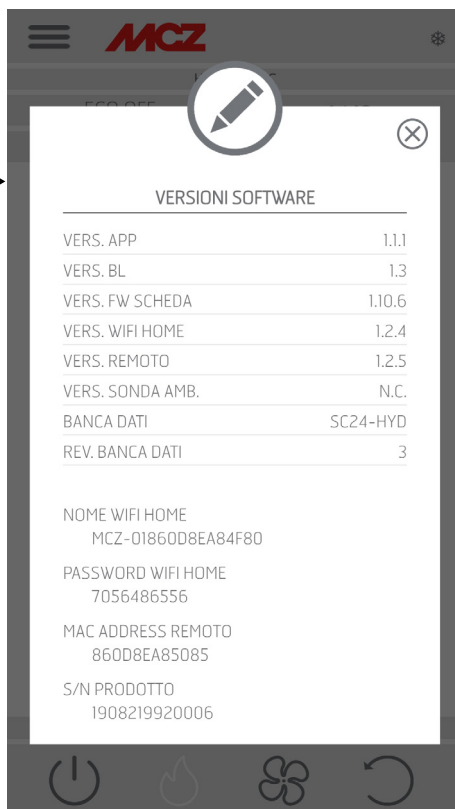 MCZ
VERSIONI SOFTWARE
VERS. APP 1.1.1
VERS. BL 1.3
VERS. FW SCHEDA 1.10.6
VERS. WIFI HOME 1.2.4
VERS. REMOTO 1.2.5
VERS. SONDA AMB. N.C.
BANCA DATI SC24-HYD
REV. BANCA DATI 3
NOME WIFI HOME
MCZ-01860D8EA84F80
PASSWORD WIFI HOME
7056486556
MAC ADDRESS REMOTO
860D8EA85085
S/N PRODOTTO
1908219920006